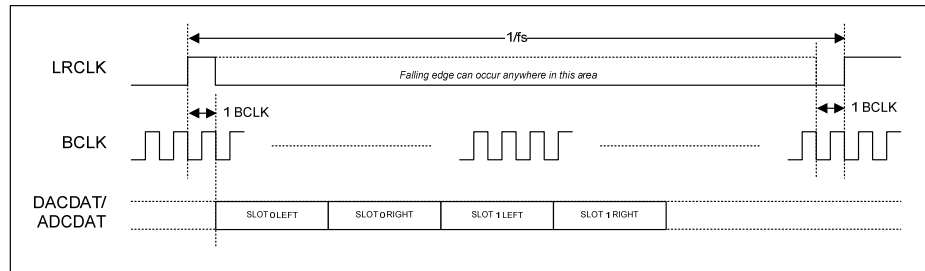 1/fs
LRCLK
Falling edge can occur anywhere in this area
1 BCLK
1 BCLK
BCLK
DACDAT/
ADCDAT
SLOT 0 LEFT
SLOT 0 RIGHT
SLOT 1 LEFT
SLOT 1 RIGHT